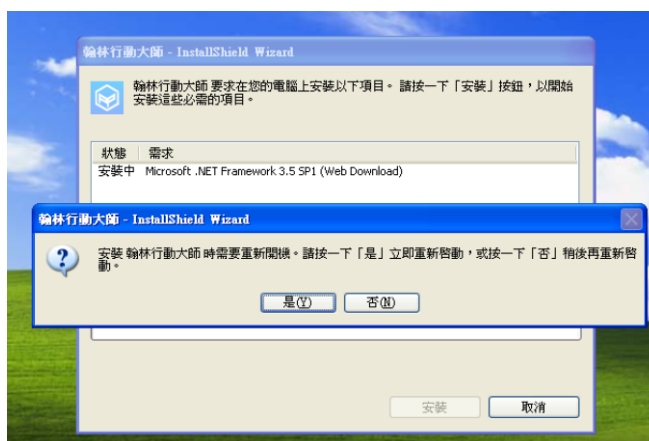 翰林行動大師 - InstallShield Wizard
翰林行動大師 要求在您的電腦上安裝以下項目。 請按一下「安裝」按鈕,以開始
安裝這些必需的項目。
狀態 需求
安裝中 Microsoft .NET Framework 3.5 SP1 (Web Download)
翰林行動大師 - InstallShield Wizard
安裝 翰林行動大師 時需要重新開機。請按一下「是」立即重新啓動,或按一下「否」稍後再重新啓
動。
是(Y) 否(N)
安裝 取消